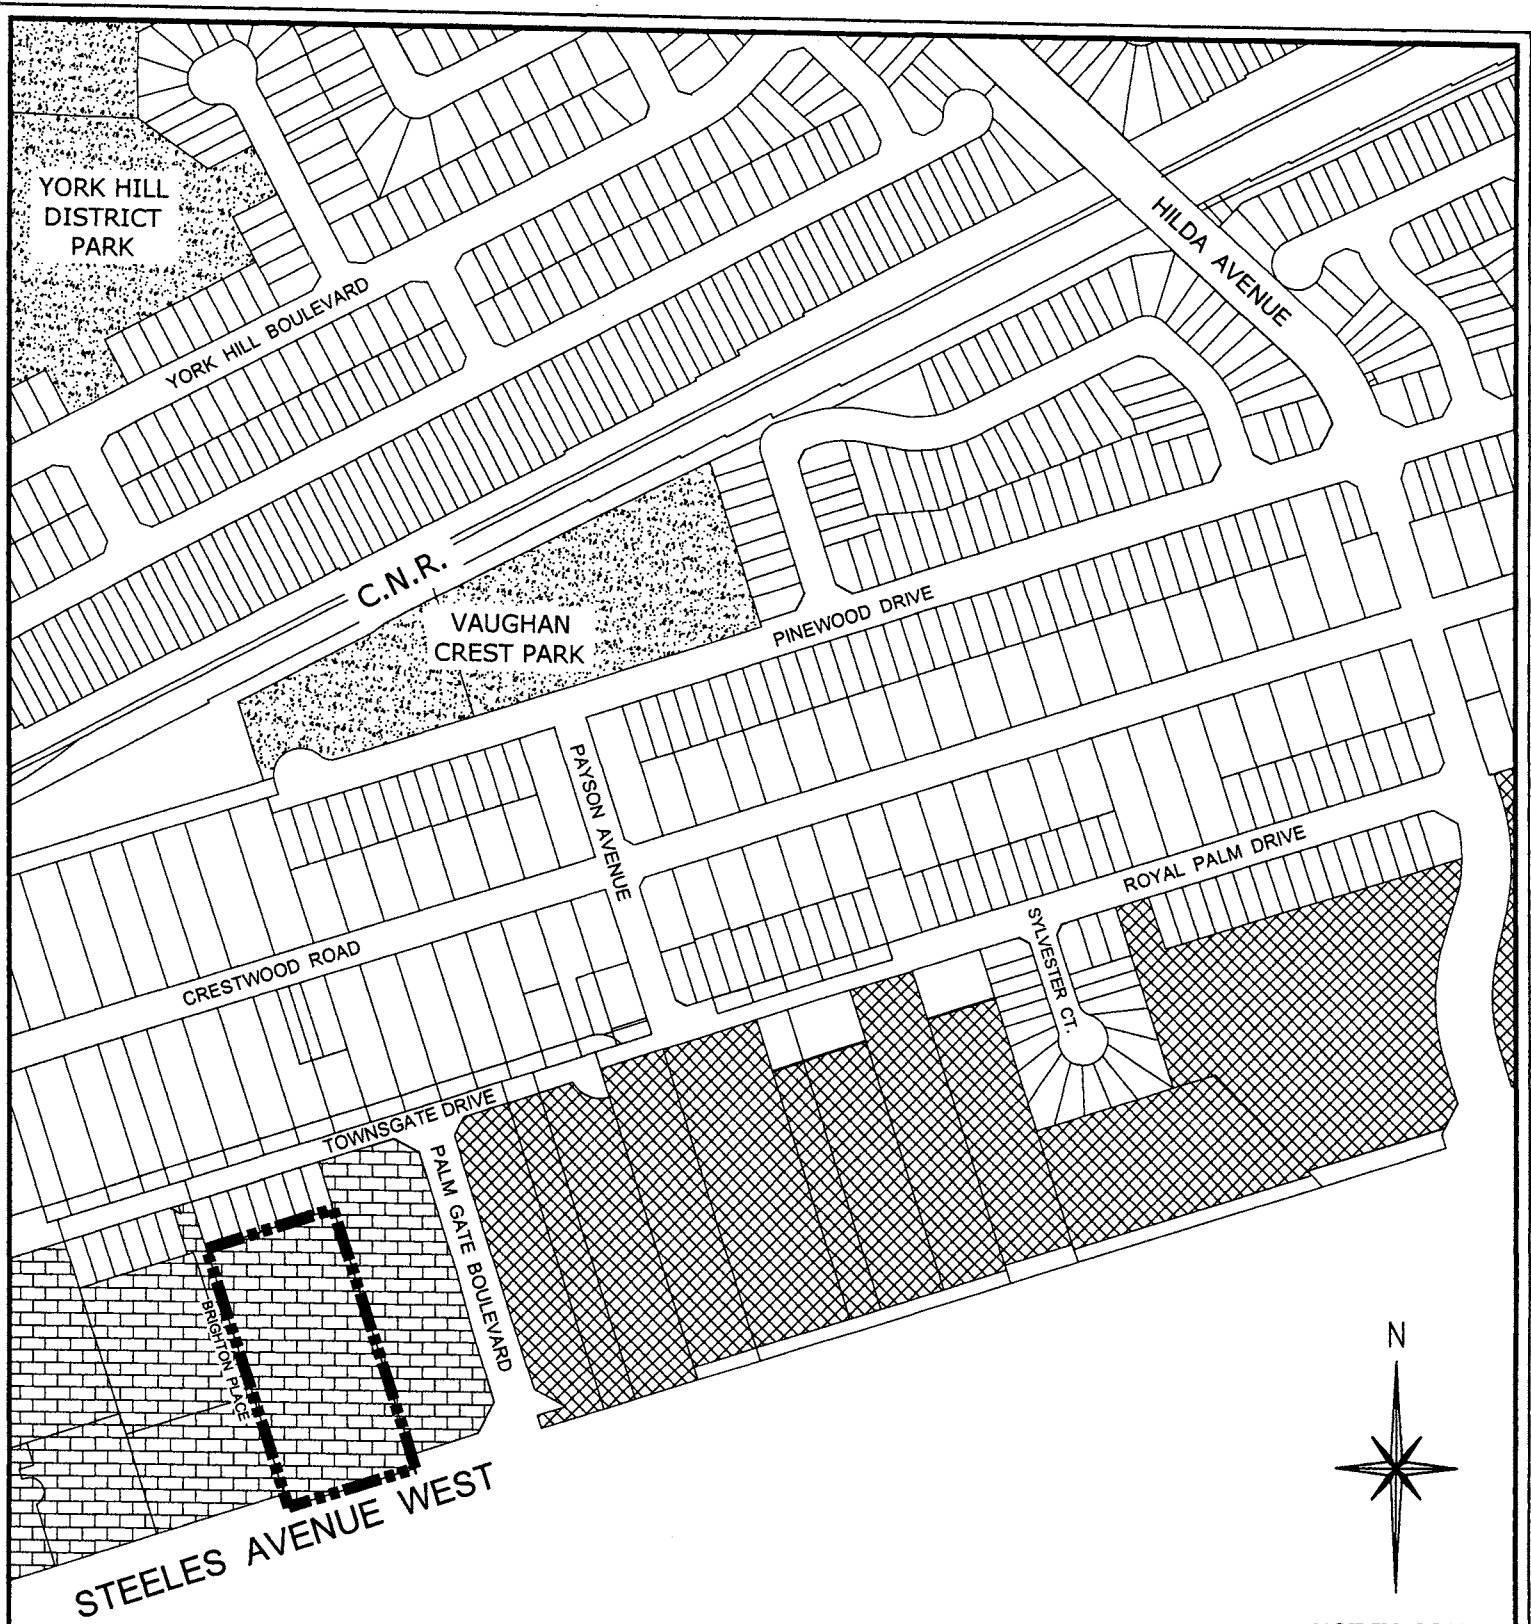 YORK HILL
DISTRICT
PARK
HILDA AVENUE
YORK HILL BOULEVARD
C.N.R.
VAUGHAN
CREST PARK
PINEWOOD DRIVE
PAYSON AVENUE
ROYAL PALM DRIVE
SYLVESTER CT.
CRESTWOOD ROAD
TOWNSGATE DRIVE
PALM GATE BOULEVARD
BRIGHTON PLACE
N
STEELES AVENUE WEST